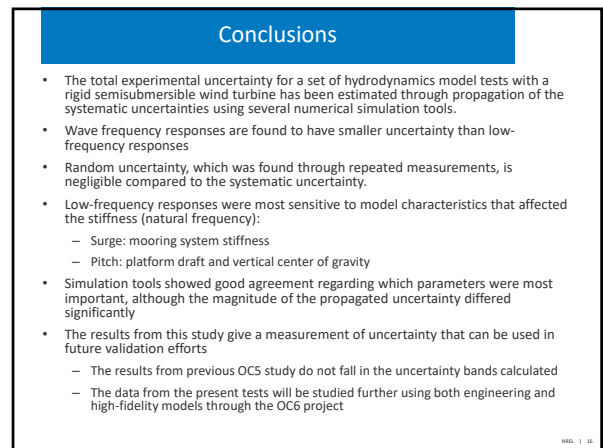 Conclusions
• The total experimental uncertainty for a set of hydrodynamics model tests with a
rigid semisubmersible wind turbine has been estimated through propagation of the
systematic uncertainties using several numerical simulation tools.
• Wave frequency responses are found to have smaller uncertainty than low-
frequency responses
• Random uncertainty, which was found through repeated measurements, is
negligible compared to the systematic uncertainty.
• Low-frequency responses were most sensitive to model characteristics that affected
the stiffness (natural frequency):
– Surge: mooring system stiffness
– Pitch: platform draft and vertical center of gravity
• Simulation tools showed good agreement regarding which parameters were most
important, although the magnitude of the propagated uncertainty differed
significantly
• The results from this study give a measurement of uncertainty that can be used in
future validation efforts
– The results from previous OC5 study do not fall in the uncertainty bands calculated
– The data from the present tests will be studied further using both engineering and
high-fidelity models through the OC6 project
NREL | 16